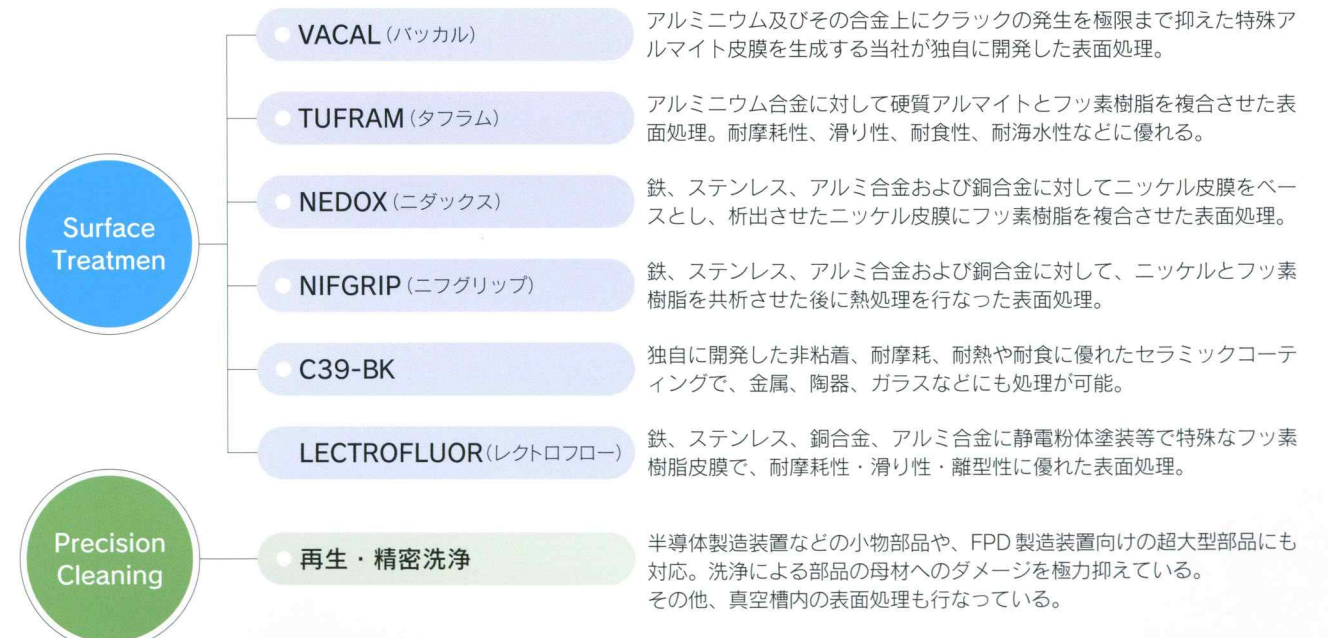 VACAL(バッカル)
アルミニウム及びその合金上にクラックの発生を極限まで抑えた特殊ア
ルマイト皮膜を生成する当社が独自に開発した表面処理。
TUFRAM(タフラム)
アルミニウム合金に対して硬質アルマイトとフッ素樹脂を複合させた表
面処理。耐摩耗性、滑り性、耐食性、耐海水性などに優れる。
Surface
Treatmen
NEDOX(ニダックス)
鉄、ステンレス、アルミ合金および銅合金に対してニッケル皮膜をベー
スとし、析出させたニッケル皮膜にフッ素樹脂を複合させた表面処理。
NIFGRIP(ニフグリップ)
鉄、ステンレス、アルミ合金および銅合金に対して、ニッケルとフッ素
樹脂を共析させた後に熱処理を行なった表面処理。
C39-BK
独自に開発した非粘着、耐摩耗、耐熱や耐食に優れたセラミックコーテ
ィングで、金属、陶器、ガラスなどにも処理が可能。
LECTROFLUOR(レクトロフロー)
鉄、ステンレス、銅合金、アルミ合金に静電粉体塗装等で特殊なフッ素
樹脂皮膜で、耐摩耗性・滑り性・離型性に優れた表面処理。
Precision
Cleaning
再生・精密洗浄
半導体製造装置などの小物部品や、FPD 製造装置向けの超大型部品にも
対応。洗浄による部品の母材へのダメージを極力抑えている。
その他、真空槽内の表面処理も行なっている。